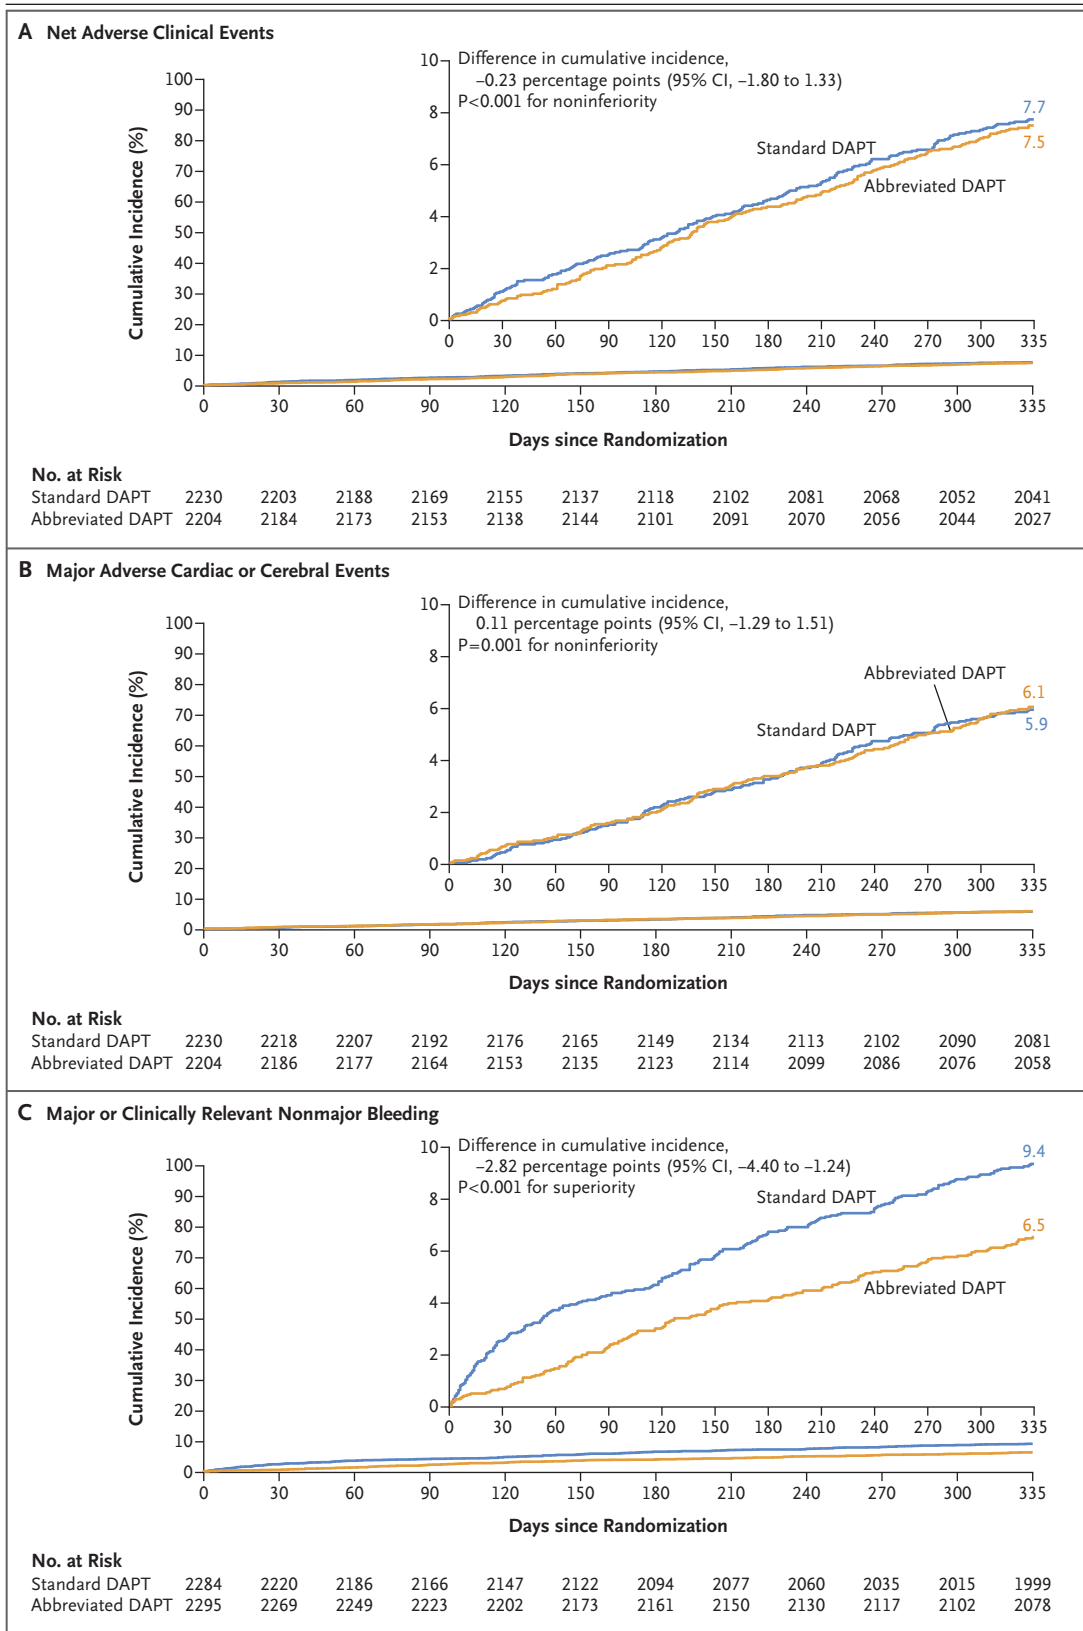 A Net Adverse Clinical Events
Cumulative Incidence (%)
100
90
80
70
60
50
40
30
20
10
0
0 30 60 90 120 150 180 210 240 270 300 335
Days since Randomization
10
8
6
4
2
0
0 30 60 90 120 150 180 210 240 270 300 335
Difference in cumulative incidence,
−0.23 percentage points (95% CI, −1.80 to 1.33)
P<0.001 for noninferiority
Standard DAPT
Abbreviated DAPT
7.7
7.5
No. at Risk
Standard DAPT 2230 2203 2188 2169 2155 2137 2118 2102 2081 2068 2052 2041
Abbreviated DAPT 2204 2184 2173 2153 2138 2144 2101 2091 2070 2056 2044 2027
B Major Adverse Cardiac or Cerebral Events
Cumulative Incidence (%)
100
90
80
70
60
50
40
30
20
10
0
0 30 60 90 120 150 180 210 240 270 300 335
Days since Randomization
10
8
6
4
2
0
0 30 60 90 120 150 180 210 240 270 300 335
Difference in cumulative incidence,
0.11 percentage points (95% CI, −1.29 to 1.51)
P=0.001 for noninferiority
Abbreviated DAPT
Standard DAPT
6.1
5.9
No. at Risk
Standard DAPT 2230 2218 2207 2192 2176 2165 2149 2134 2113 2102 2090 2081
Abbreviated DAPT 2204 2186 2177 2164 2153 2135 2123 2114 2099 2086 2076 2058
C Major or Clinically Relevant Nonmajor Bleeding
Cumulative Incidence (%)
100
90
80
70
60
50
40
30
20
10
0
0 30 60 90 120 150 180 210 240 270 300 335
Days since Randomization
10
8
6
4
2
0
0 30 60 90 120 150 180 210 240 270 300 335
Difference in cumulative incidence,
−2.82 percentage points (95% CI, −4.40 to −1.24)
P<0.001 for superiority
Standard DAPT
Abbreviated DAPT
9.4
6.5
No. at Risk
Standard DAPT 2284 2220 2186 2166 2147 2122 2094 2077 2060 2035 2015 1999
Abbreviated DAPT 2295 2269 2249 2223 2202 2173 2161 2150 2130 2117 2102 2078